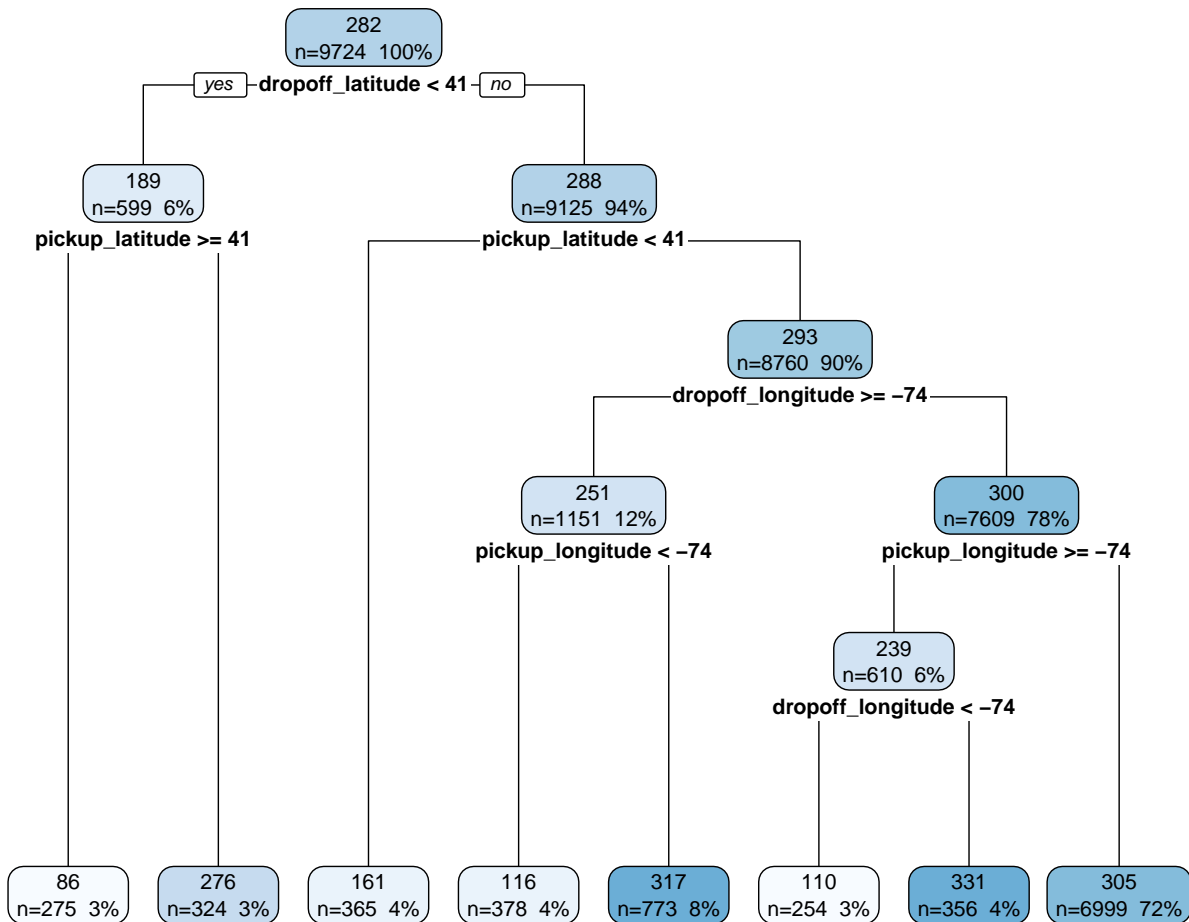 282
n=9724 100%
yes dropoff_latitude < 41 no
189
n=599 6%
288
n=9125 94%
pickup_latitude >= 41
pickup_latitude < 41
293
n=8760 90%
dropoff_longitude >= −74
251
n=1151 12%
300
n=7609 78%
pickup_longitude < −74
pickup_longitude >= −74
239
n=610 6%
dropoff_longitude < −74
86
n=275 3%
276
n=324 3%
161
n=365 4%
116
n=378 4%
317
n=773 8%
110
n=254 3%
331
n=356 4%
305
n=6999 72%